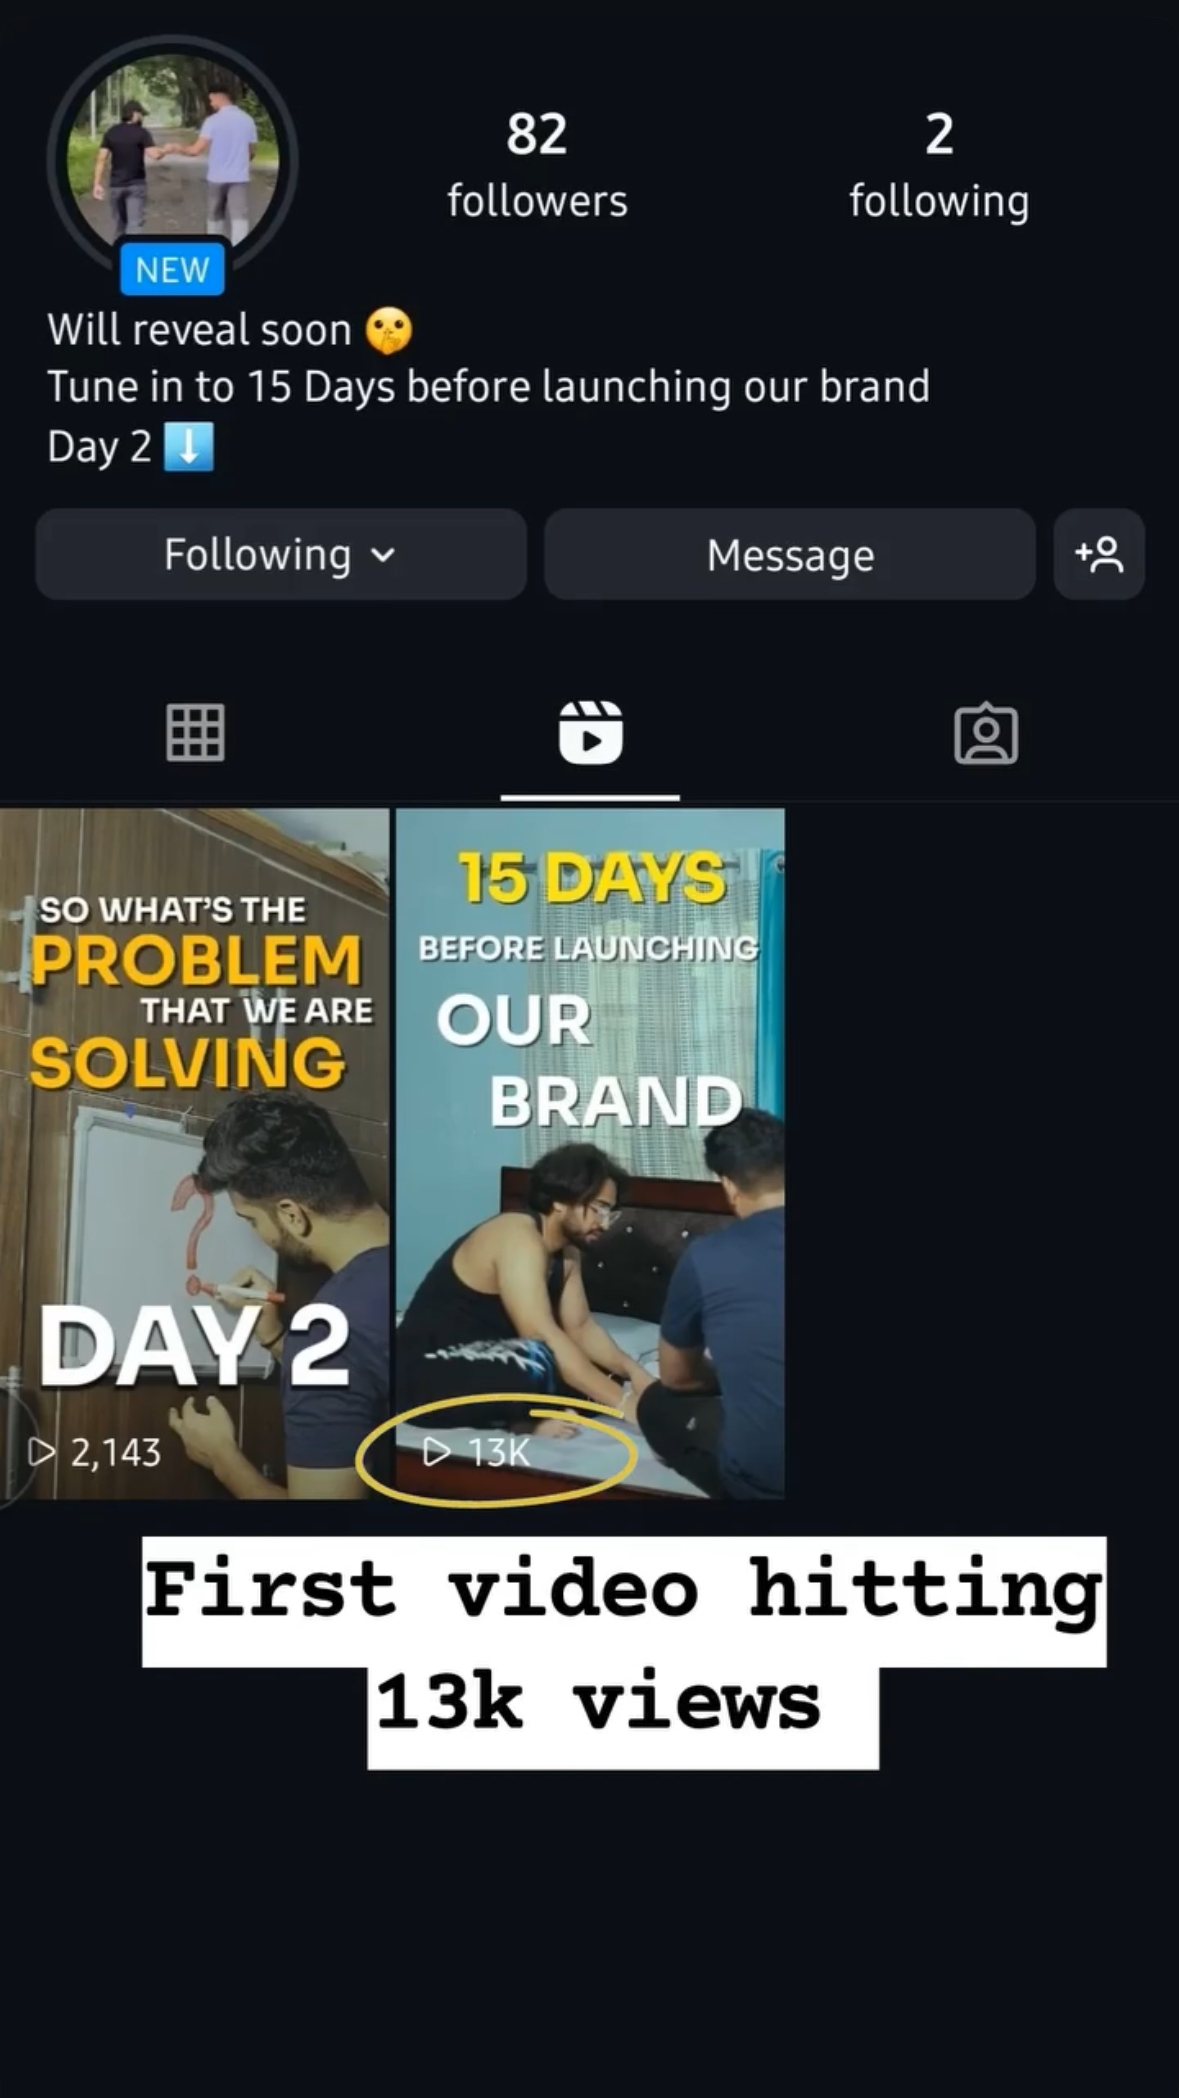 82
followers
2
following
NEW
Will reveal soon 🤫
Tune in to 15 Days before launching our brand
Day 2 ⬇️
Following
Message
SO WHAT'S THE
PROBLEM
THAT WE ARE
SOLVING
?
DAY 2
2,143
15 DAYS
BEFORE LAUNCHING
OUR
BRAND
13K
First video hitting
13k views